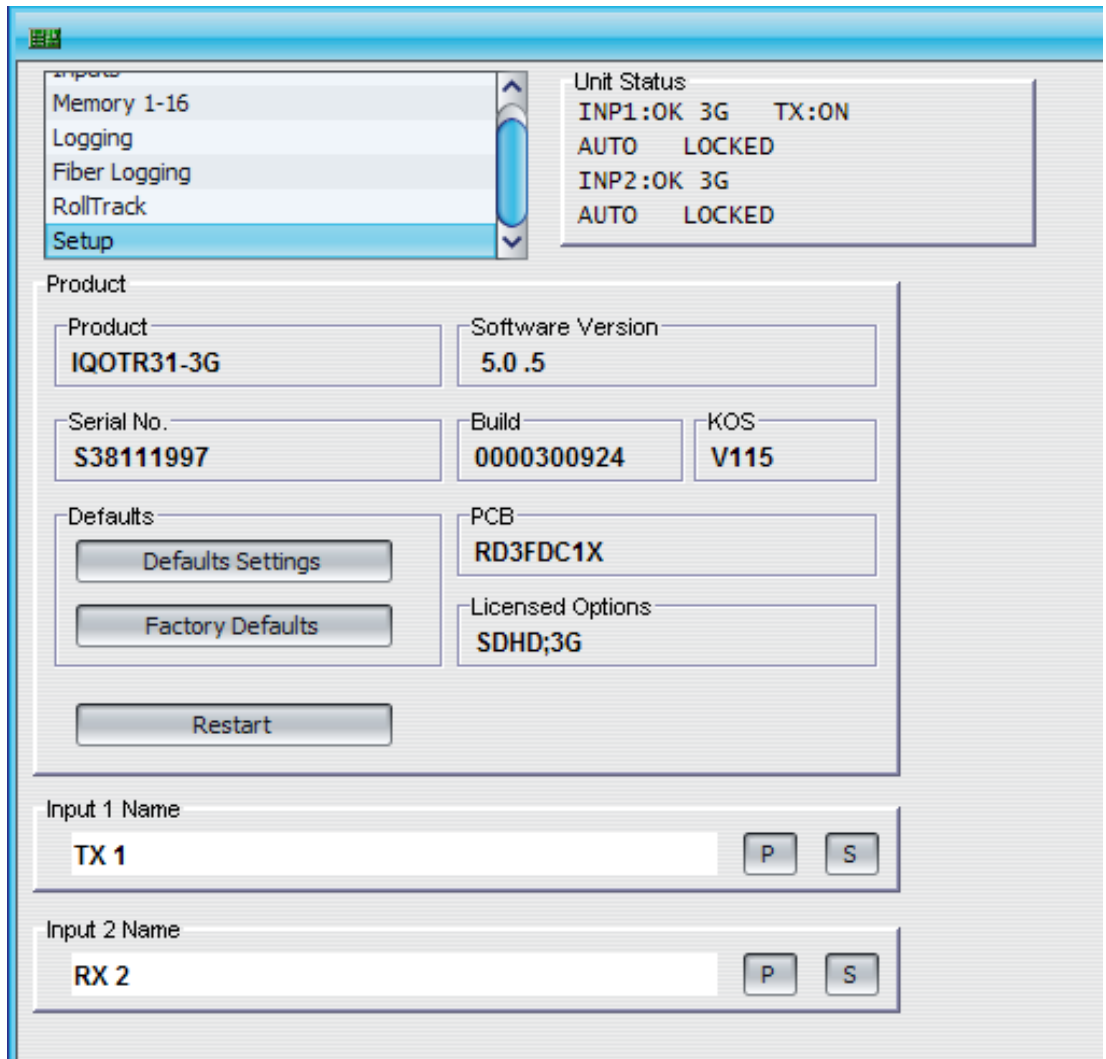 Inputs
Memory 1-16
Logging
Fiber Logging
RollTrack
Setup
Unit Status
INP1:OK 3G TX:ON
AUTO LOCKED
INP2:OK 3G
AUTO LOCKED
Product
Product
IQOTR31-3G
Software Version
5.0 .5
Serial No.
S38111997
Build
0000300924
KOS
V115
Defaults
Defaults Settings
Factory Defaults
PCB
RD3FDC1X
Licensed Options
SDHD;3G
Restart
Input 1 Name
TX 1
P
S
Input 2 Name
RX 2
P
S